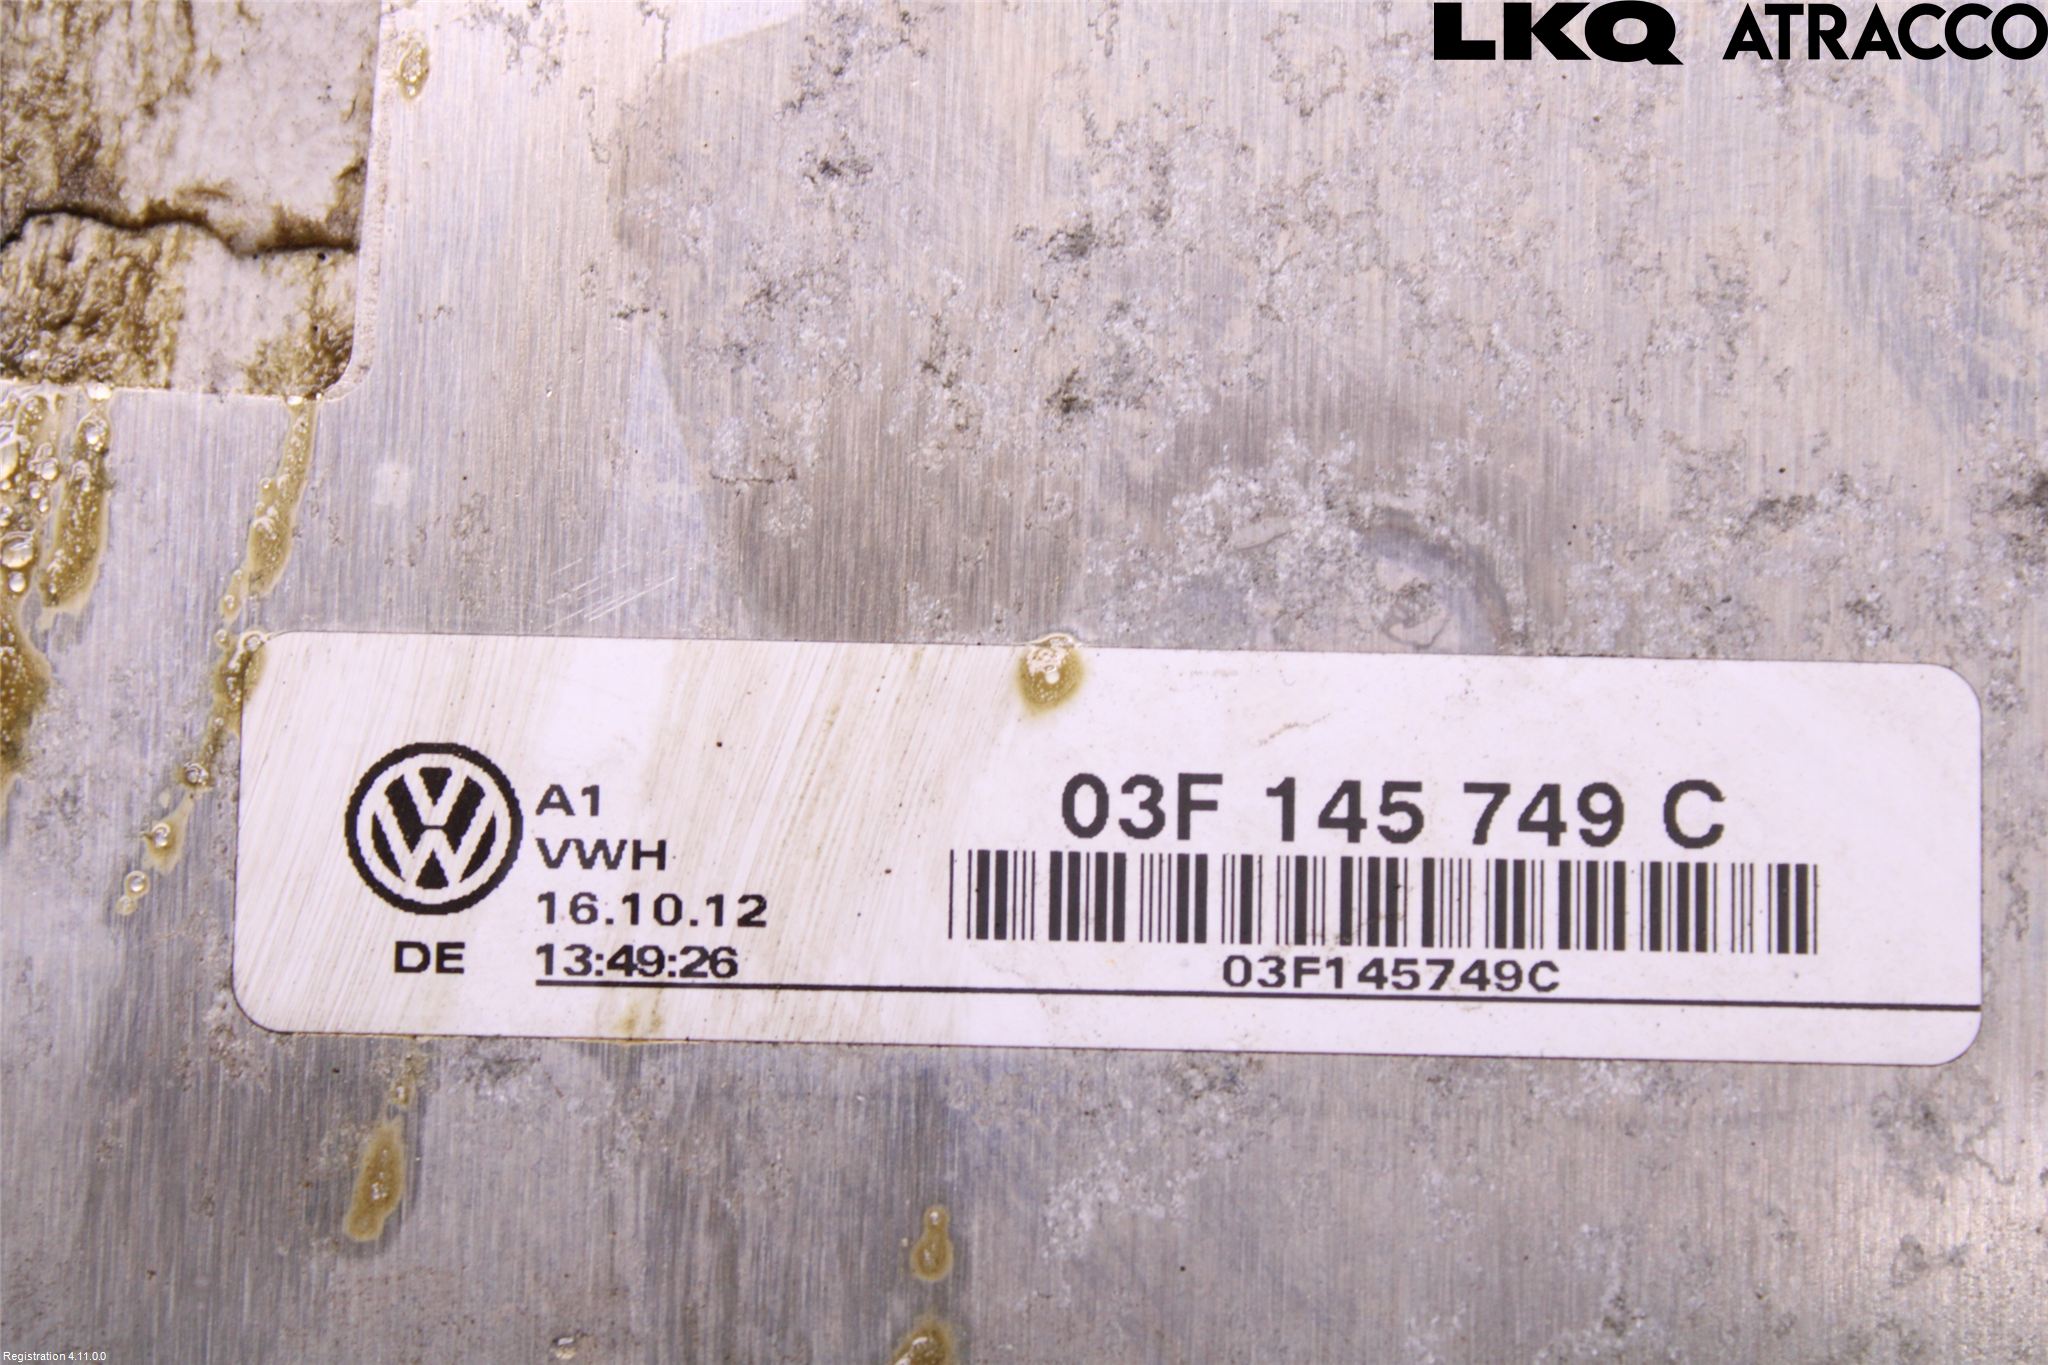 LKQ ATRACCO
A1
VWH
16.10.12
DE 13:49:26
03F 145 749 C
03F145749C
Registration 4.11.0.0